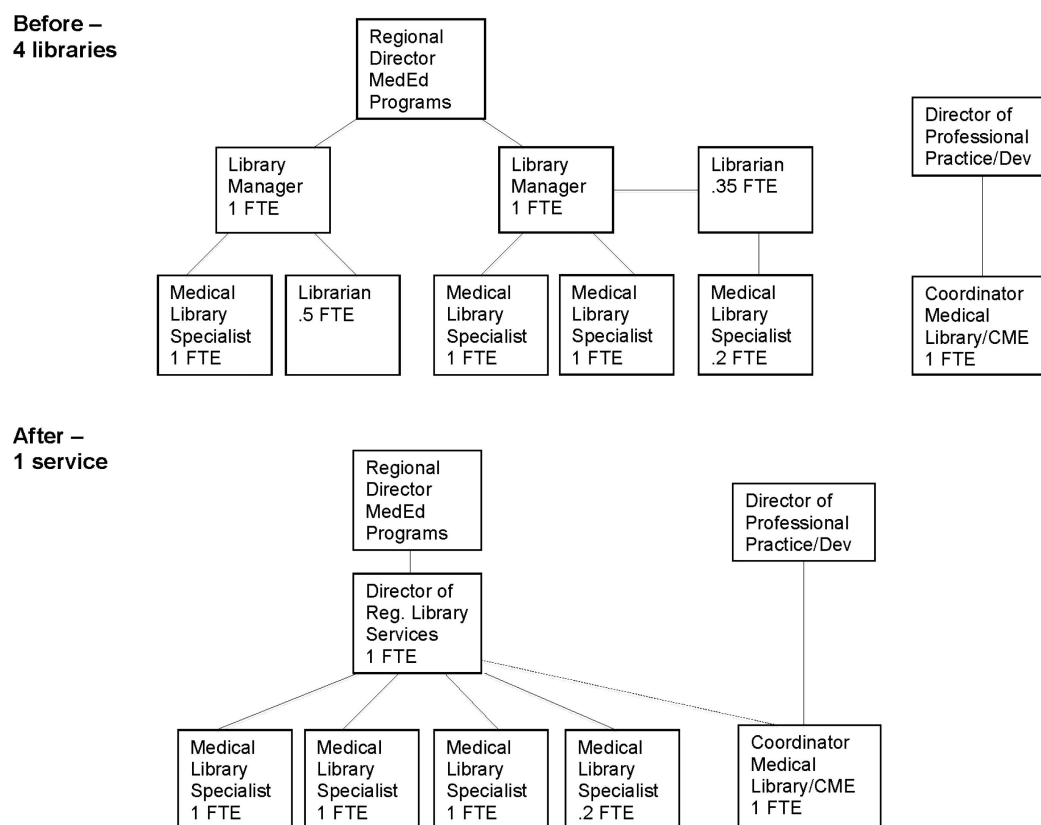 Before –
4 libraries
Regional
Director
MedEd
Programs
Director of
Professional
Practice/Dev
Library
Manager
1 FTE
Library
Manager
1 FTE
Librarian
.35 FTE
Medical
Library
Specialist
1 FTE
Librarian
.5 FTE
Medical
Library
Specialist
1 FTE
Medical
Library
Specialist
1 FTE
Medical
Library
Specialist
.2 FTE
Coordinator
Medical
Library/CME
1 FTE
After –
1 service
Regional
Director
MedEd
Programs
Director of
Professional
Practice/Dev
Director of
Reg. Library
Services
1 FTE
Medical
Library
Specialist
1 FTE
Medical
Library
Specialist
1 FTE
Medical
Library
Specialist
1 FTE
Medical
Library
Specialist
.2 FTE
Coordinator
Medical
Library/CME
1 FTE